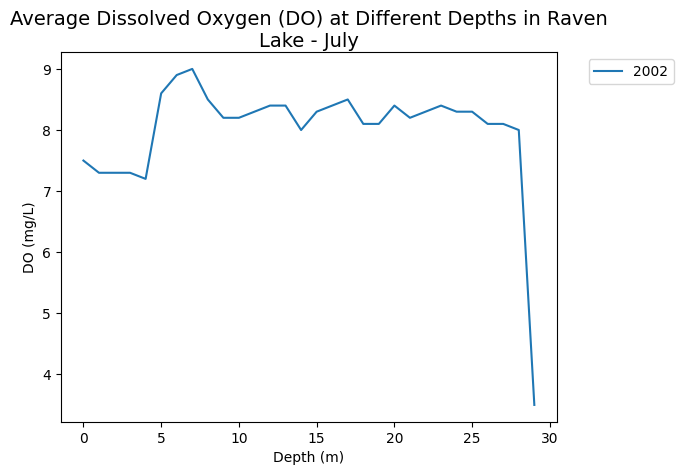 Average Dissolved Oxygen (DO) at Different Depths in Raven
Lake - July
2002
9
8
7
6
5
4
DO (mg/L)
0 5 10 15 20 25 30
Depth (m)